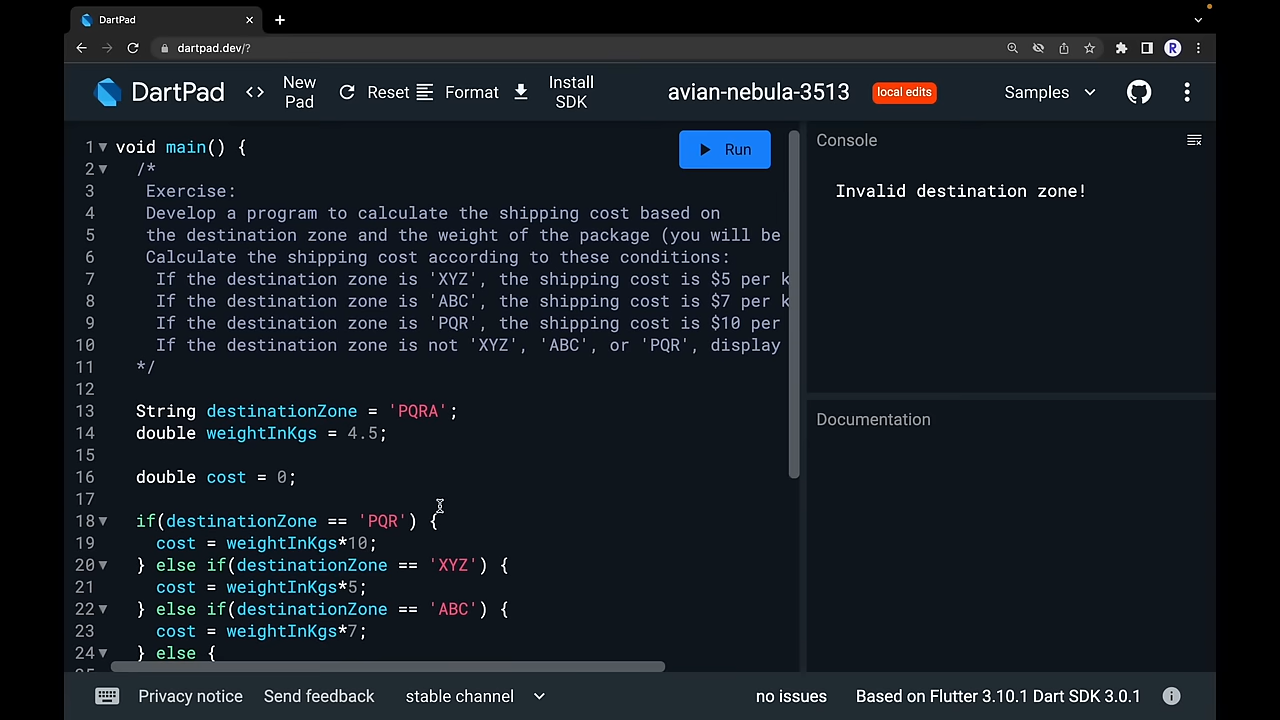 DartPad
dartpad.dev/?
R
DartPad
<>
New Pad
Reset
Format
Install SDK
avian-nebula-3513
local edits
Samples
Run
1 void main() {
2 /*
3 Exercise:
4 Develop a program to calculate the shipping cost based on
5 the destination zone and the weight of the package (you will be
6 Calculate the shipping cost according to these conditions:
7 If the destination zone is 'XYZ', the shipping cost is $5 per k
8 If the destination zone is 'ABC', the shipping cost is $7 per k
9 If the destination zone is 'PQR', the shipping cost is $10 per
10 If the destination zone is not 'XYZ', 'ABC', or 'PQR', display
11 */
12
13 String destinationZone = 'PQRA';
14 double weightInKgs = 4.5;
15
16 double cost = 0;
17
18 if(destinationZone == 'PQR') {
19 cost = weightInKgs*10;
20 } else if(destinationZone == 'XYZ') {
21 cost = weightInKgs*5;
22 } else if(destinationZone == 'ABC') {
23 cost = weightInKgs*7;
24 } else {
Console
Invalid destination zone!
Documentation
Privacy notice
Send feedback
stable channel
no issues
Based on Flutter 3.10.1 Dart SDK 3.0.1